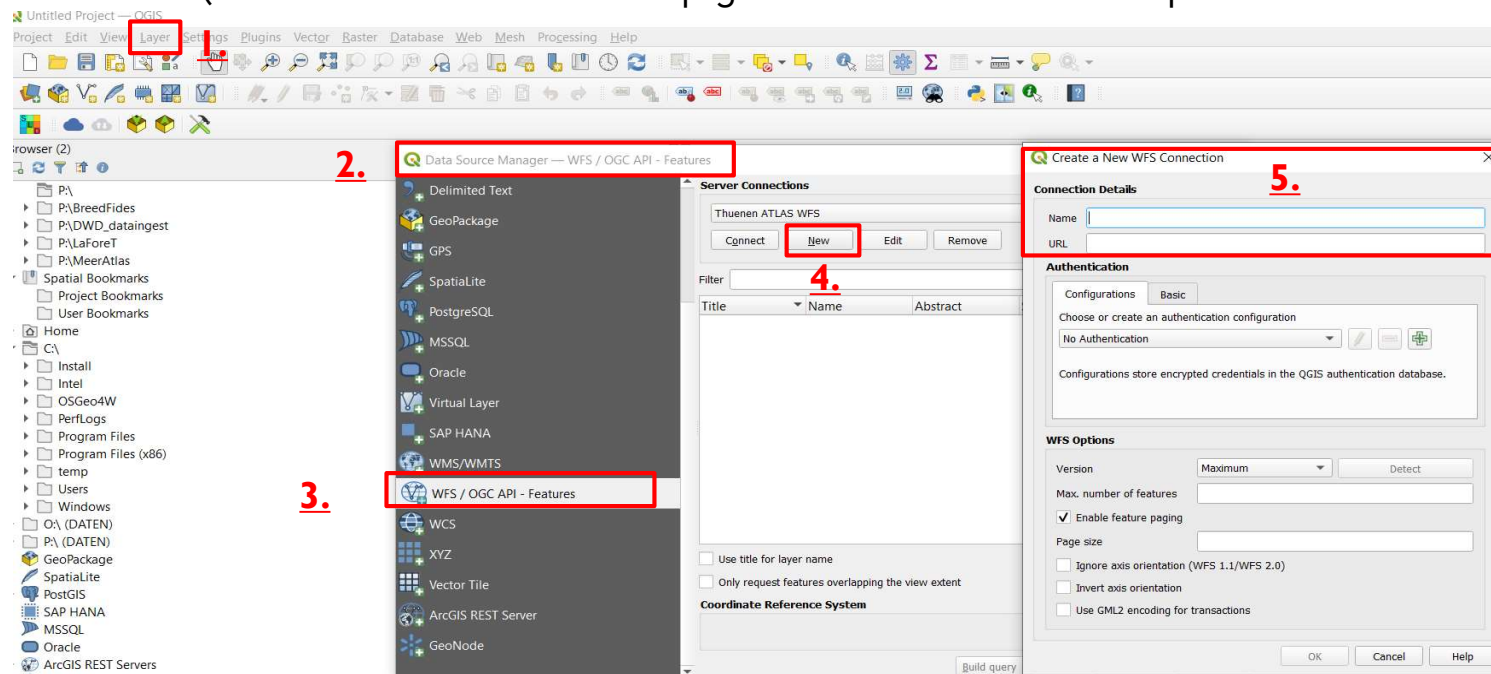 Untitled Project — QGIS
Project Edit View Layer Settings Plugins Vector Raster Database Web Mesh Processing Help
1.
Browser (2)
P:\
P:\BreedFides
P:\DWD_dataingest
P:\LaForeT
P:\MeerAtlas
Spatial Bookmarks
Project Bookmarks
User Bookmarks
Home
C:\
Install
Intel
OSGeo4W
PerfLogs
Program Files
Program Files (x86)
temp
Users
Windows
O:\ (DATEN)
P:\ (DATEN)
GeoPackage
SpatiaLite
PostGIS
SAP HANA
MSSQL
Oracle
ArcGIS REST Servers
2.
Data Source Manager — WFS / OGC API - Features
Delimited Text
GeoPackage
GPS
SpatiaLite
PostgreSQL
MSSQL
Oracle
Virtual Layer
SAP HANA
WMS/WMTS
3.
WFS / OGC API - Features
WCS
XYZ
Vector Tile
ArcGIS REST Server
GeoNode
Server Connections
Thuenen ATLAS WFS
Connect New Edit Remove
4.
Filter
Title Name Abstract
Use title for layer name
Only request features overlapping the view extent
Coordinate Reference System
Build query
Create a New WFS Connection
5.
Connection Details
Name
URL
Authentication
Configurations Basic
Choose or create an authentication configuration
No Authentication
Configurations store encrypted credentials in the QGIS authentication database.
WFS Options
Version Maximum Detect
Max. number of features
Enable feature paging
Page size
Ignore axis orientation (WFS 1.1/WFS 2.0)
Invert axis orientation
Use GML2 encoding for transactions
OK Cancel Help